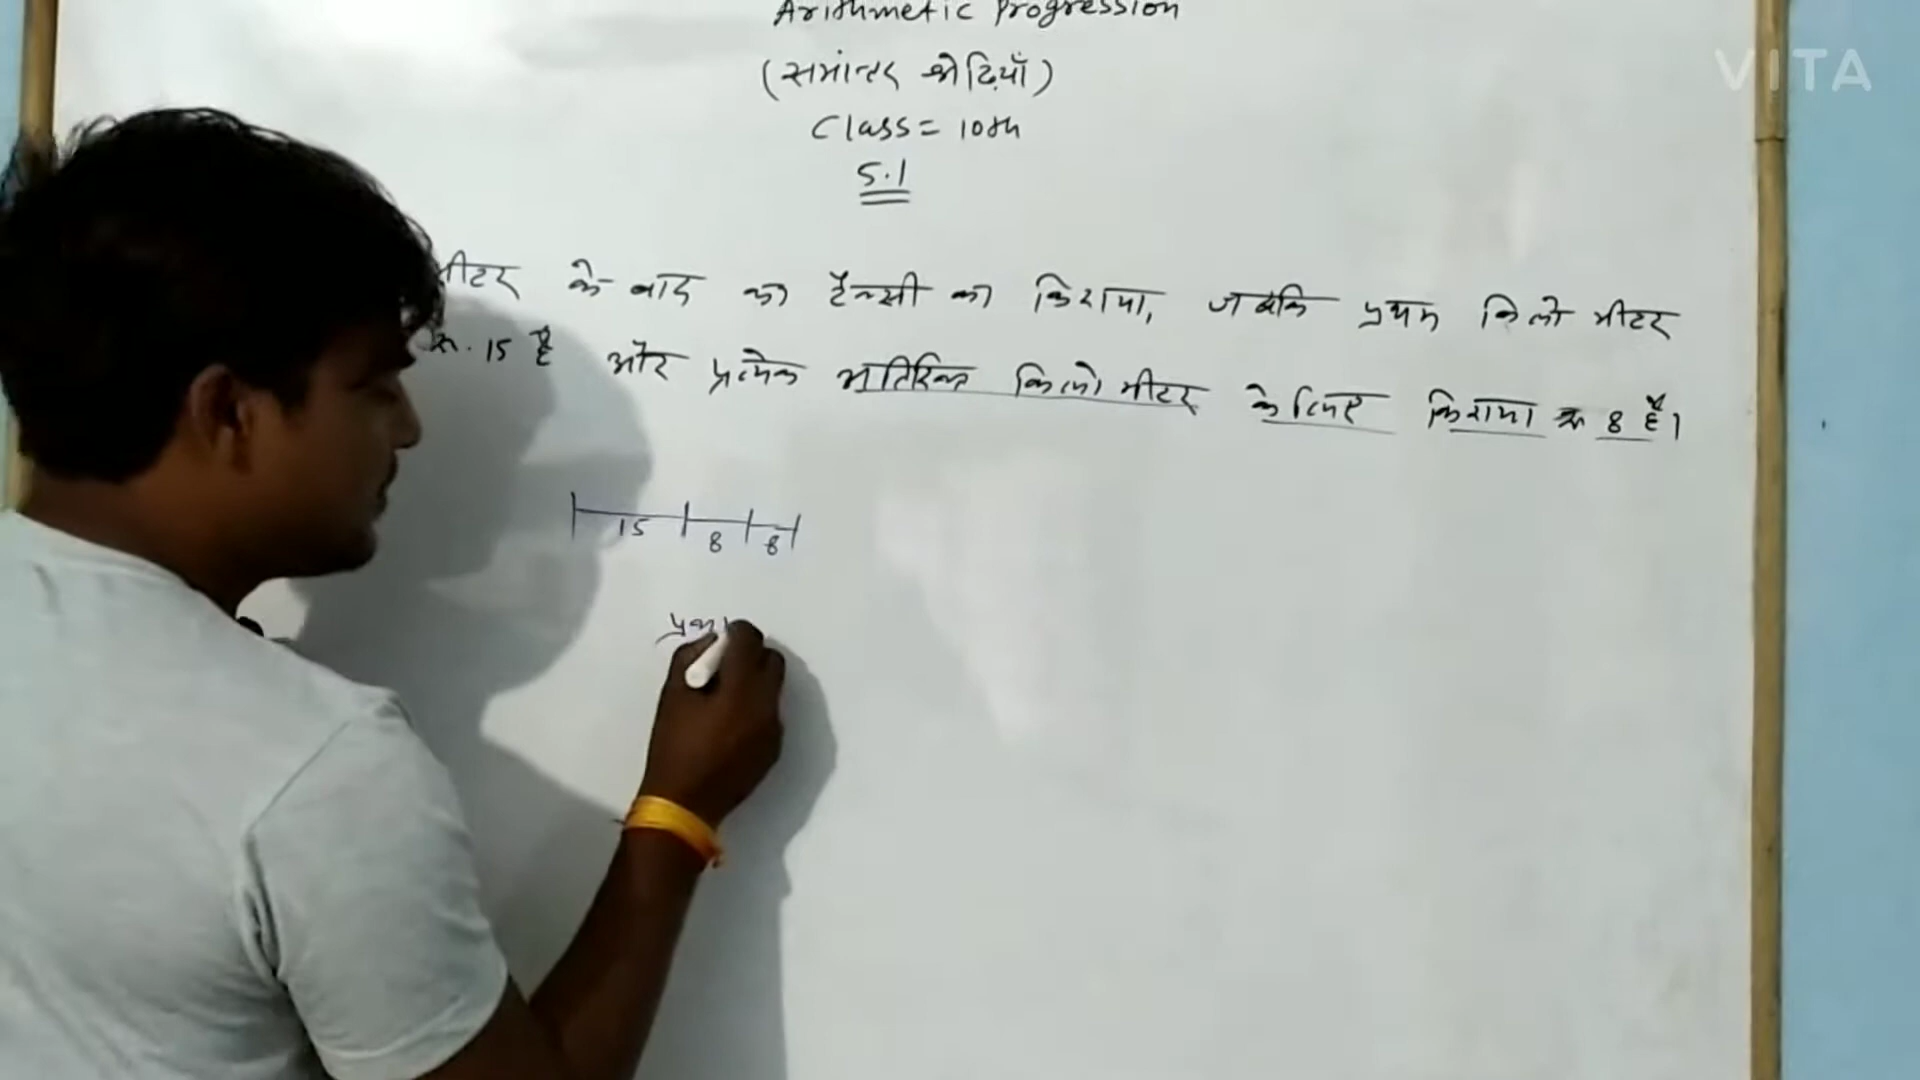 Arithmetic Progression
VITA
(समांतर श्रेढ़ियाँ)
Class = 10th
5.1
मीटर के बाद का टैक्सी का किराया, जबकि प्रथम किलो मीटर
रू. 15 है और प्रत्येक अतिरिक्त किलो मीटर के लिए किराया रू 8 है।
15 8 8